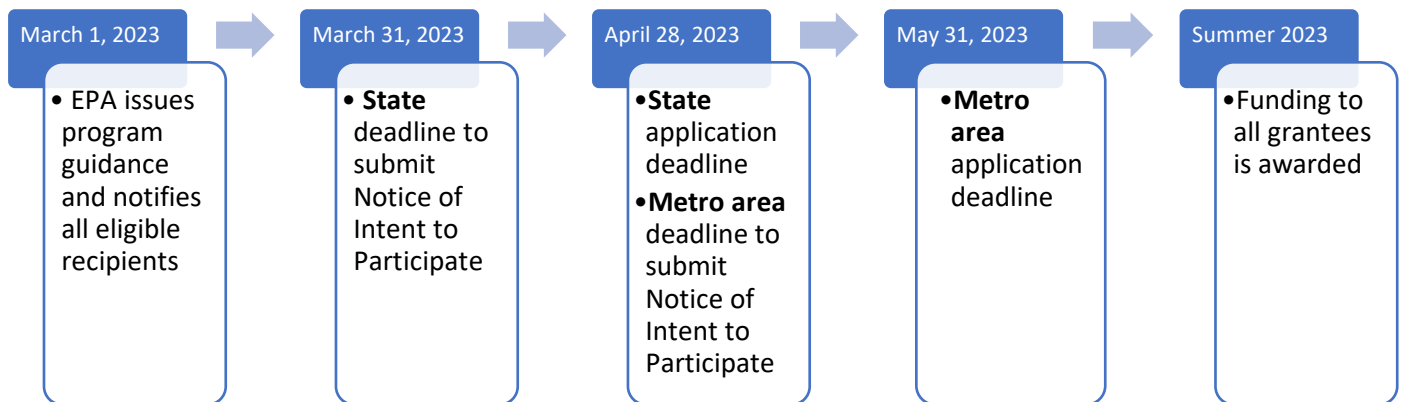 March 1, 2023
• EPA issues
program
guidance
and notifies
all eligible
recipients
March 31, 2023
• State
deadline to
submit
Notice of
Intent to
Participate
April 28, 2023
•State
application
deadline
•Metro area
deadline to
submit
Notice of
Intent to
Participate
May 31, 2023
•Metro
area
application
deadline
Summer 2023
•Funding to
all grantees
is awarded